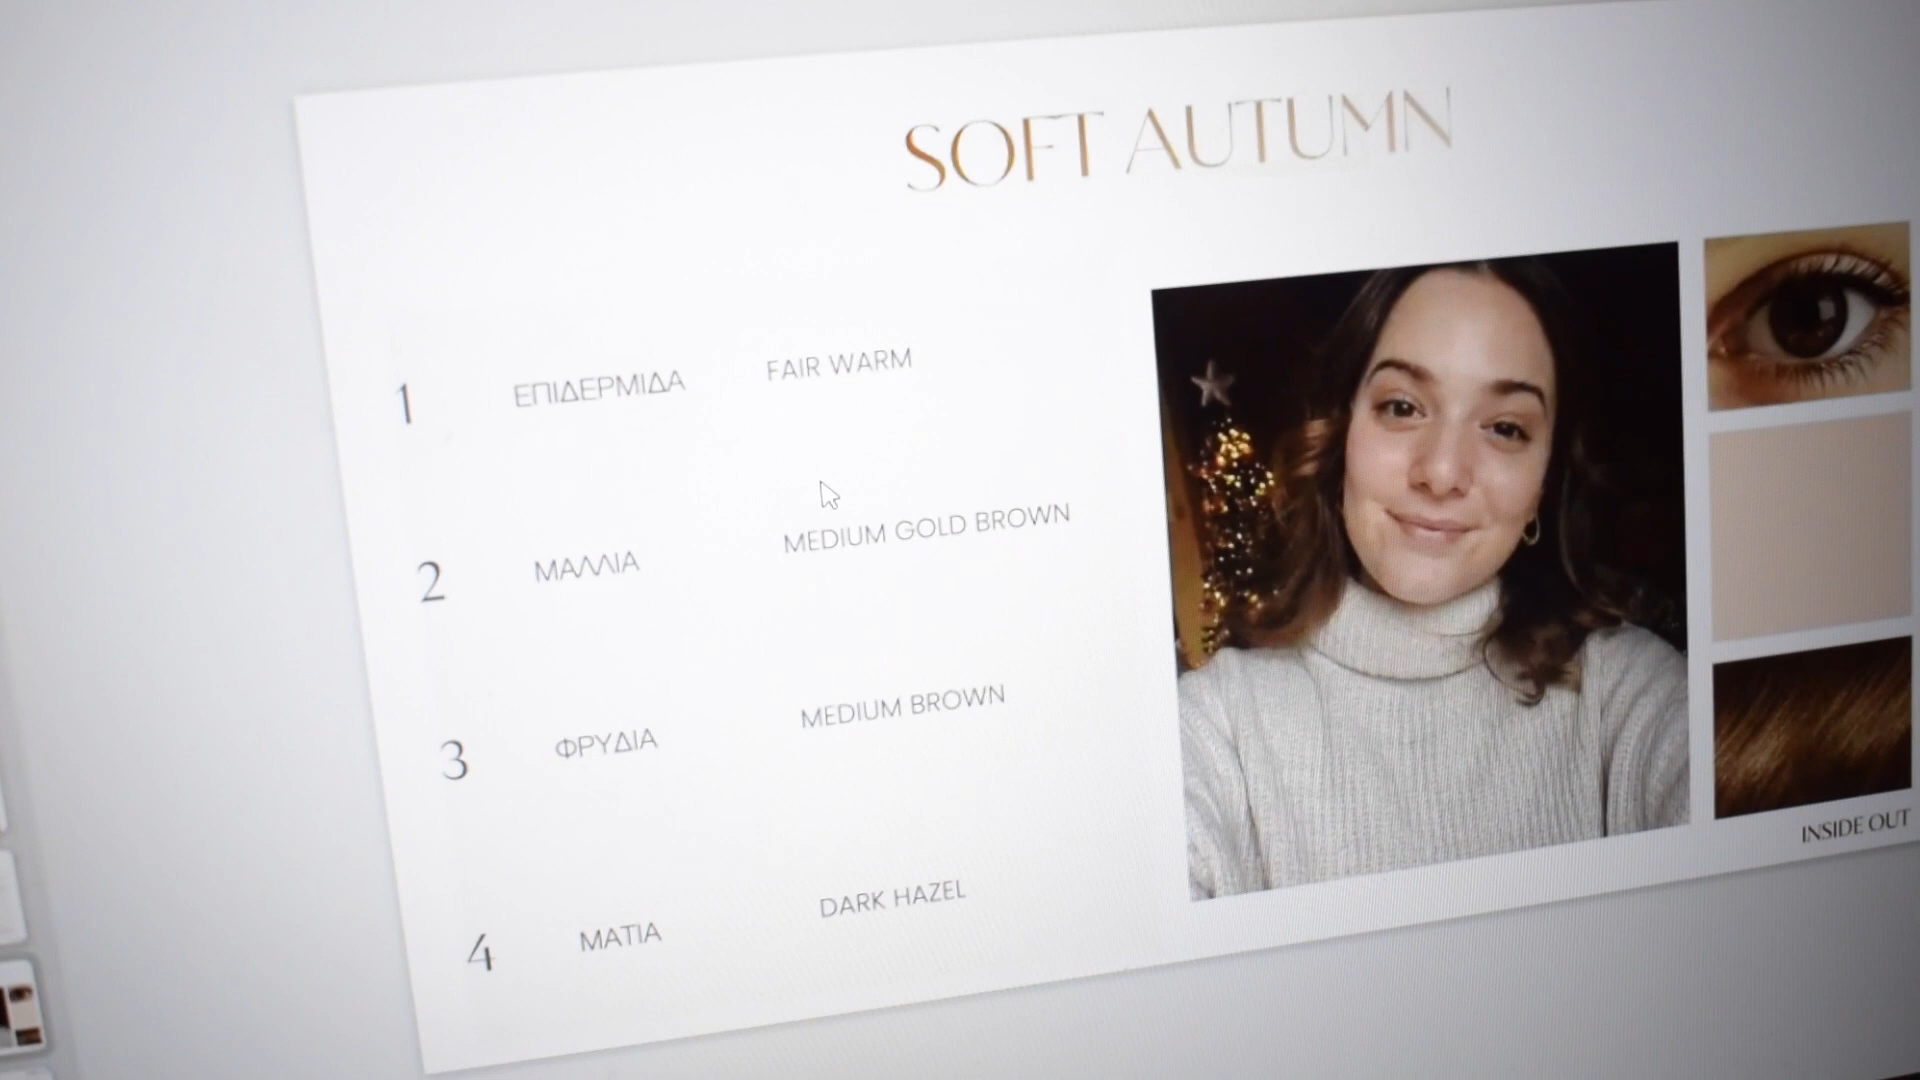 SOFT AUTUMN
1 ΕΠΙΔΕΡΜΙΔΑ FAIR WARM
2 ΜΑΛΛΙΑ MEDIUM GOLD BROWN
3 ΦΡΥΔΙΑ MEDIUM BROWN
4 ΜΑΤΙΑ DARK HAZEL
INSIDE OUT